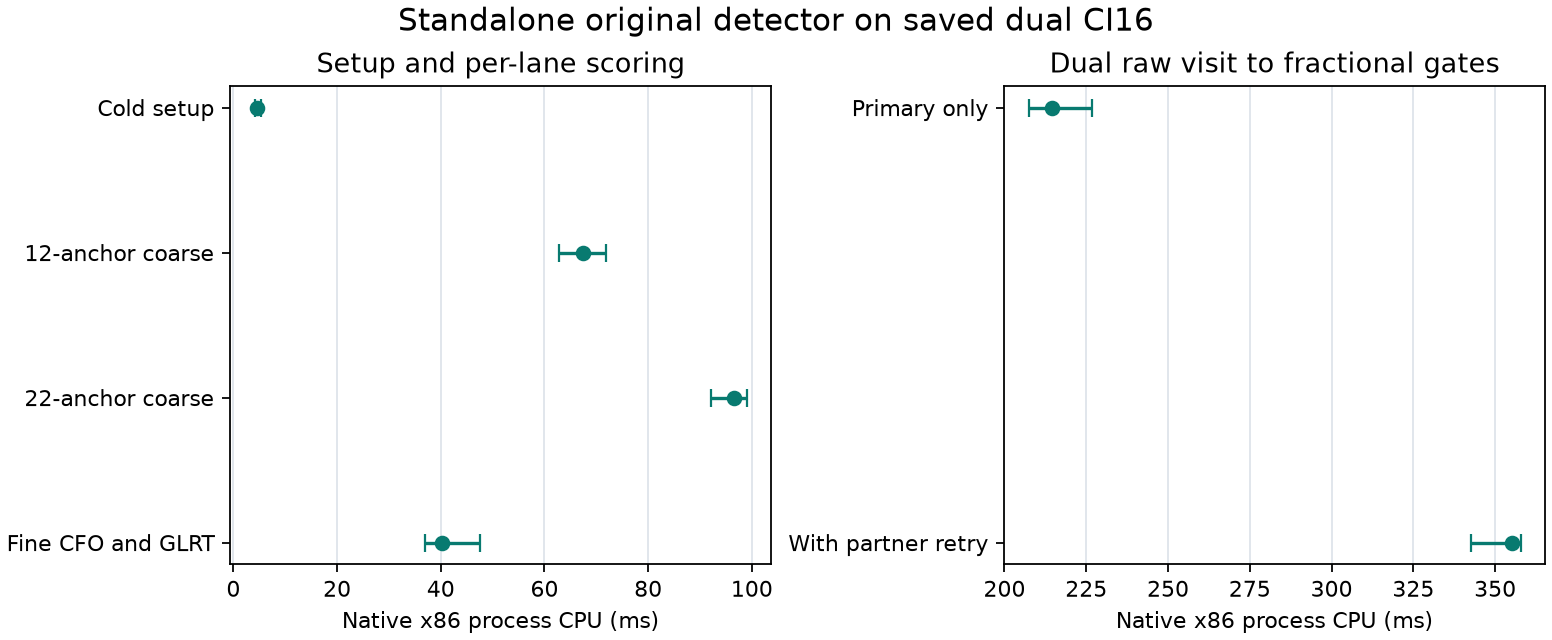 Standalone original detector on saved dual CI16
Setup and per-lane scoring
Cold setup
12-anchor coarse
22-anchor coarse
Fine CFO and GLRT
0 20 40 60 80 100
Native x86 process CPU (ms)
Dual raw visit to fractional gates
Primary only
With partner retry
200 225 250 275 300 325 350
Native x86 process CPU (ms)